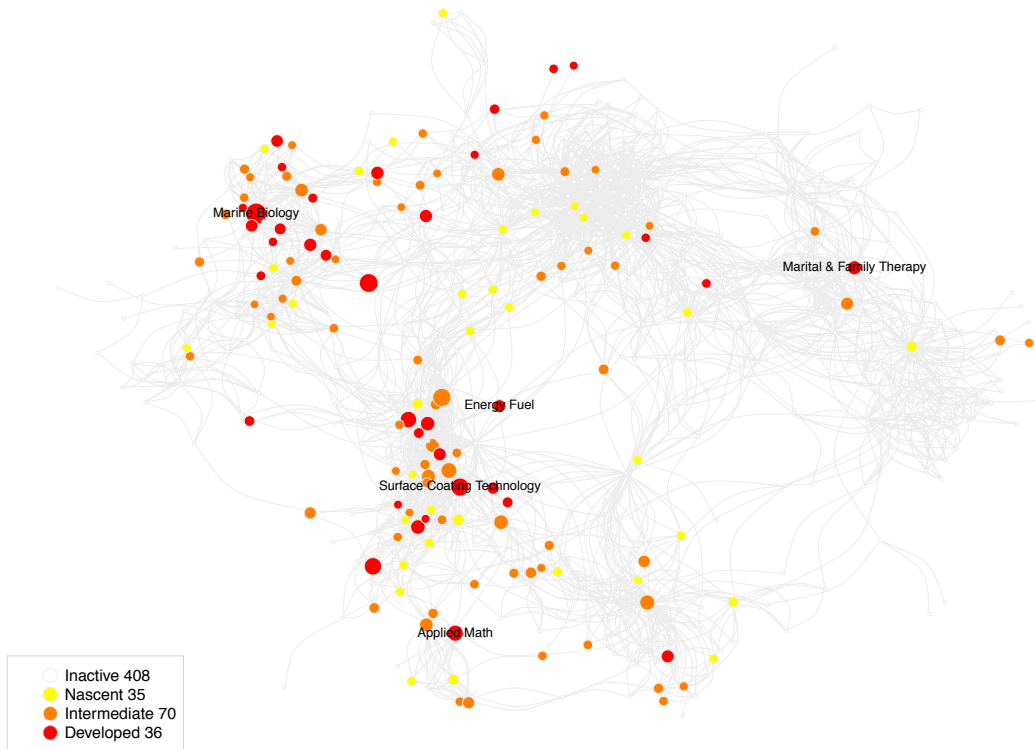 Marine Biology
Marital & Family Therapy
Energy Fuel
Surface Coating Technology
Applied Math
Inactive 408
Nascent 35
Intermediate 70
Developed 36